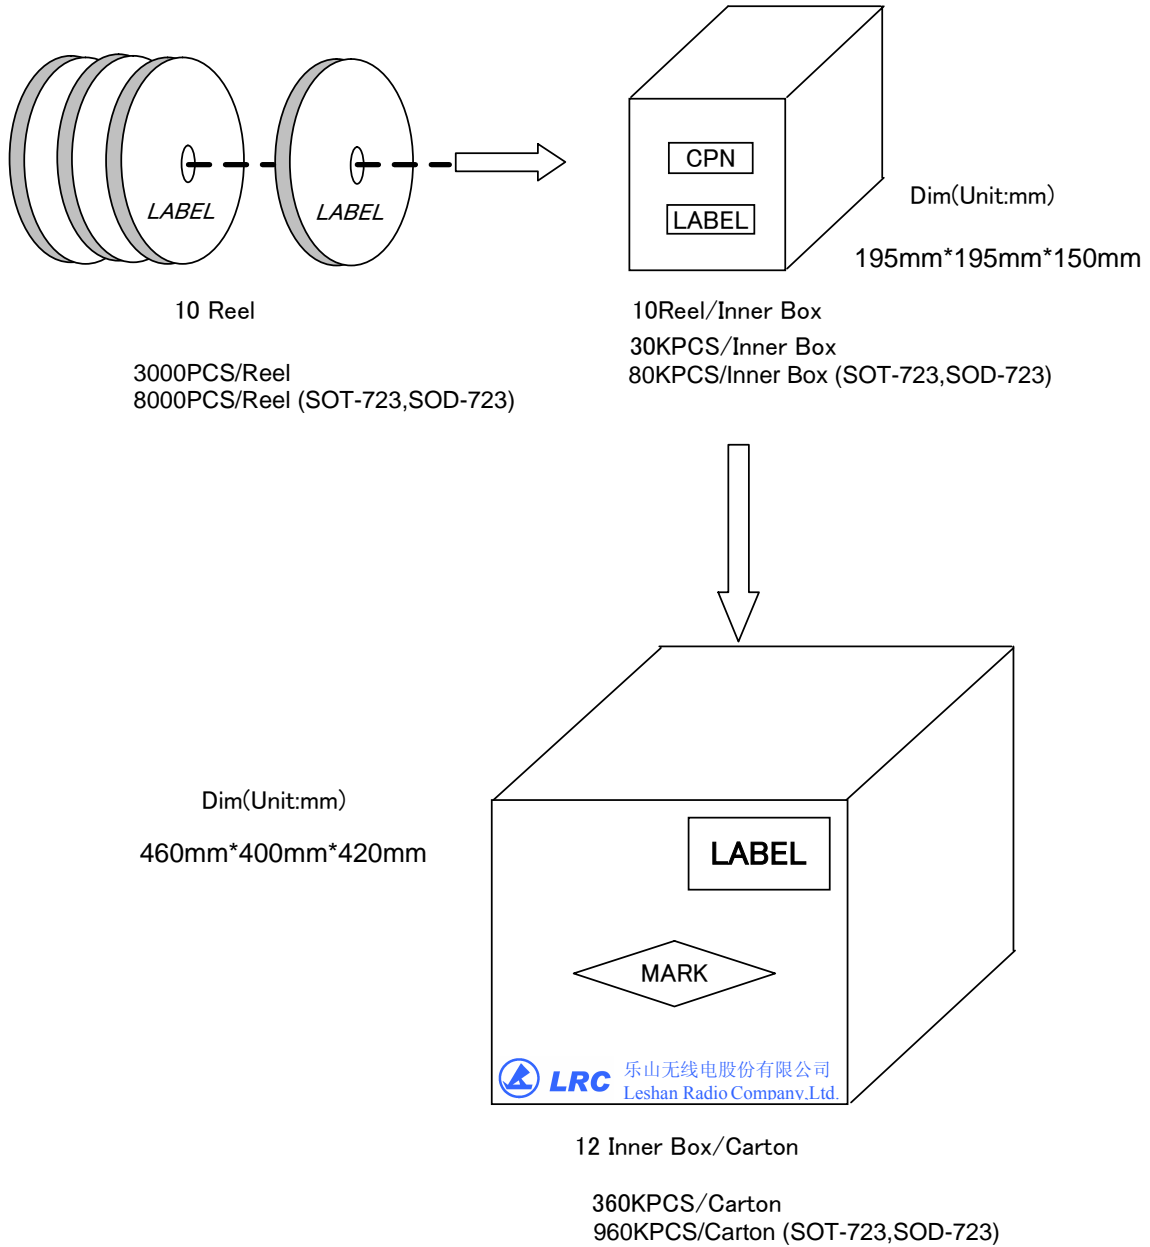 LABEL
LABEL
CPN
LABEL
Dim(Unit:mm)
195mm*195mm*150mm
10 Reel
3000PCS/Reel
8000PCS/Reel (SOT-723,SOD-723)
10Reel/Inner Box
30KPCS/Inner Box
80KPCS/Inner Box (SOT-723,SOD-723)
Dim(Unit:mm)
460mm*400mm*420mm
LABEL
MARK
LRC
乐山无线电股份有限公司
Leshan Radio Company,Ltd.
12 Inner Box/Carton
360KPCS/Carton
960KPCS/Carton (SOT-723,SOD-723)